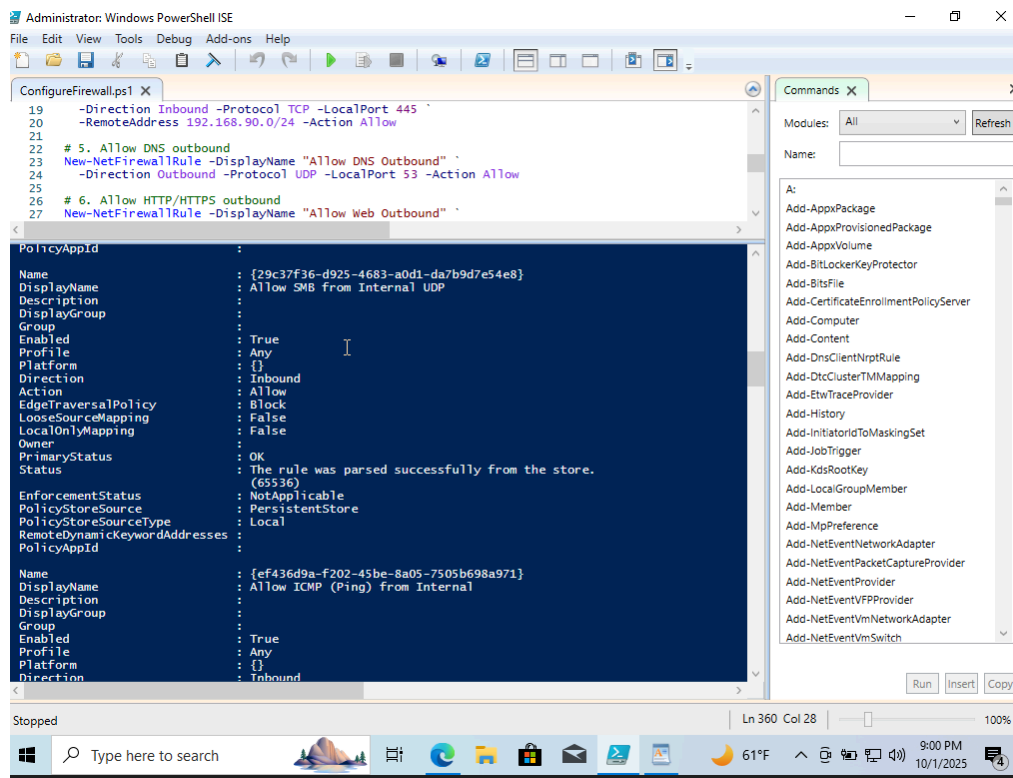 Administrator: Windows PowerShell ISE
File Edit View Tools Debug Add-ons Help
ConfigureFirewall.ps1
19 -Direction Inbound -Protocol TCP -LocalPort 445 `
20 -RemoteAddress 192.168.90.0/24 -Action Allow
21
22 # 5. Allow DNS outbound
23 New-NetFirewallRule -DisplayName "Allow DNS Outbound" `
24 -Direction Outbound -Protocol UDP -LocalPort 53 -Action Allow
25
26 # 6. Allow HTTP/HTTPS outbound
27 New-NetFirewallRule -DisplayName "Allow Web Outbound" `
PolicyAppId :
Name : {29c37f36-d925-4683-a0d1-da7b9d7e54e8}
DisplayName : Allow SMB from Internal UDP
Description :
DisplayGroup :
Group :
Enabled : True
Profile : Any
Platform : {}
Direction : Inbound
Action : Allow
EdgeTraversalPolicy : Block
LooseSourceMapping : False
LocalOnlyMapping : False
Owner :
PrimaryStatus : OK
Status : The rule was parsed successfully from the store.
(65536)
EnforcementStatus : NotApplicable
PolicyStoreSource : PersistentStore
PolicyStoreSourceType : Local
RemoteDynamicKeywordAddresses :
PolicyAppId :
Name : {ef436d9a-f202-45be-8a05-7505b698a971}
DisplayName : Allow ICMP (Ping) from Internal
Description :
DisplayGroup :
Group :
Enabled : True
Profile : Any
Platform : {}
Direction : Inbound
Commands
Modules: All Refresh
Name:
A:
Add-AppxPackage
Add-AppxProvisionedPackage
Add-AppxVolume
Add-BitLockerKeyProtector
Add-BitsFile
Add-CertificateEnrollmentPolicyServer
Add-Computer
Add-Content
Add-DnsClientNrptRule
Add-DtcClusterTMMapping
Add-EtwTraceProvider
Add-History
Add-InitiatorIdToMaskingSet
Add-JobTrigger
Add-KdsRootKey
Add-LocalGroupMember
Add-Member
Add-MpPreference
Add-NetEventNetworkAdapter
Add-NetEventPacketCaptureProvider
Add-NetEventProvider
Add-NetEventVFPProvider
Add-NetEventVmNetworkAdapter
Add-NetEventVmSwitch
Run Insert Copy
Stopped
Ln 360 Col 28
100%
Type here to search
61°F
9:00 PM
10/1/2025
4